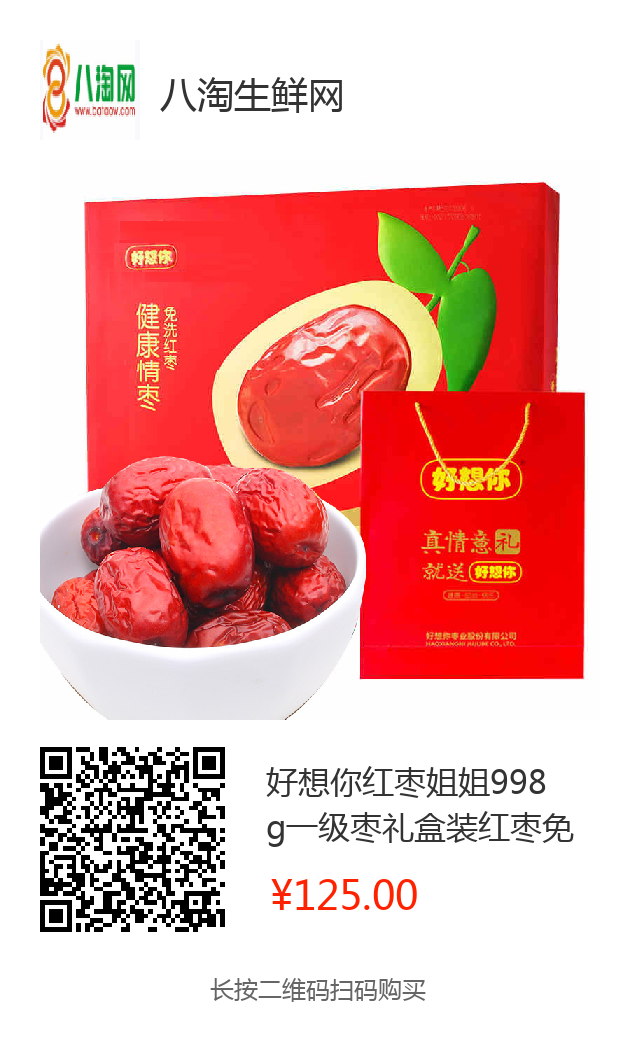 八淘网
www.bataow.com
八淘生鲜网
好想你
免洗红枣
健康情枣
好想你
真情意礼
就送好想你
好想你枣业股份有限公司
HAOXIANGNI JUJUBE CO., LTD.
好想你红枣姐姐998
g一级枣礼盒装红枣免
¥125.00
长按二维码扫码购买